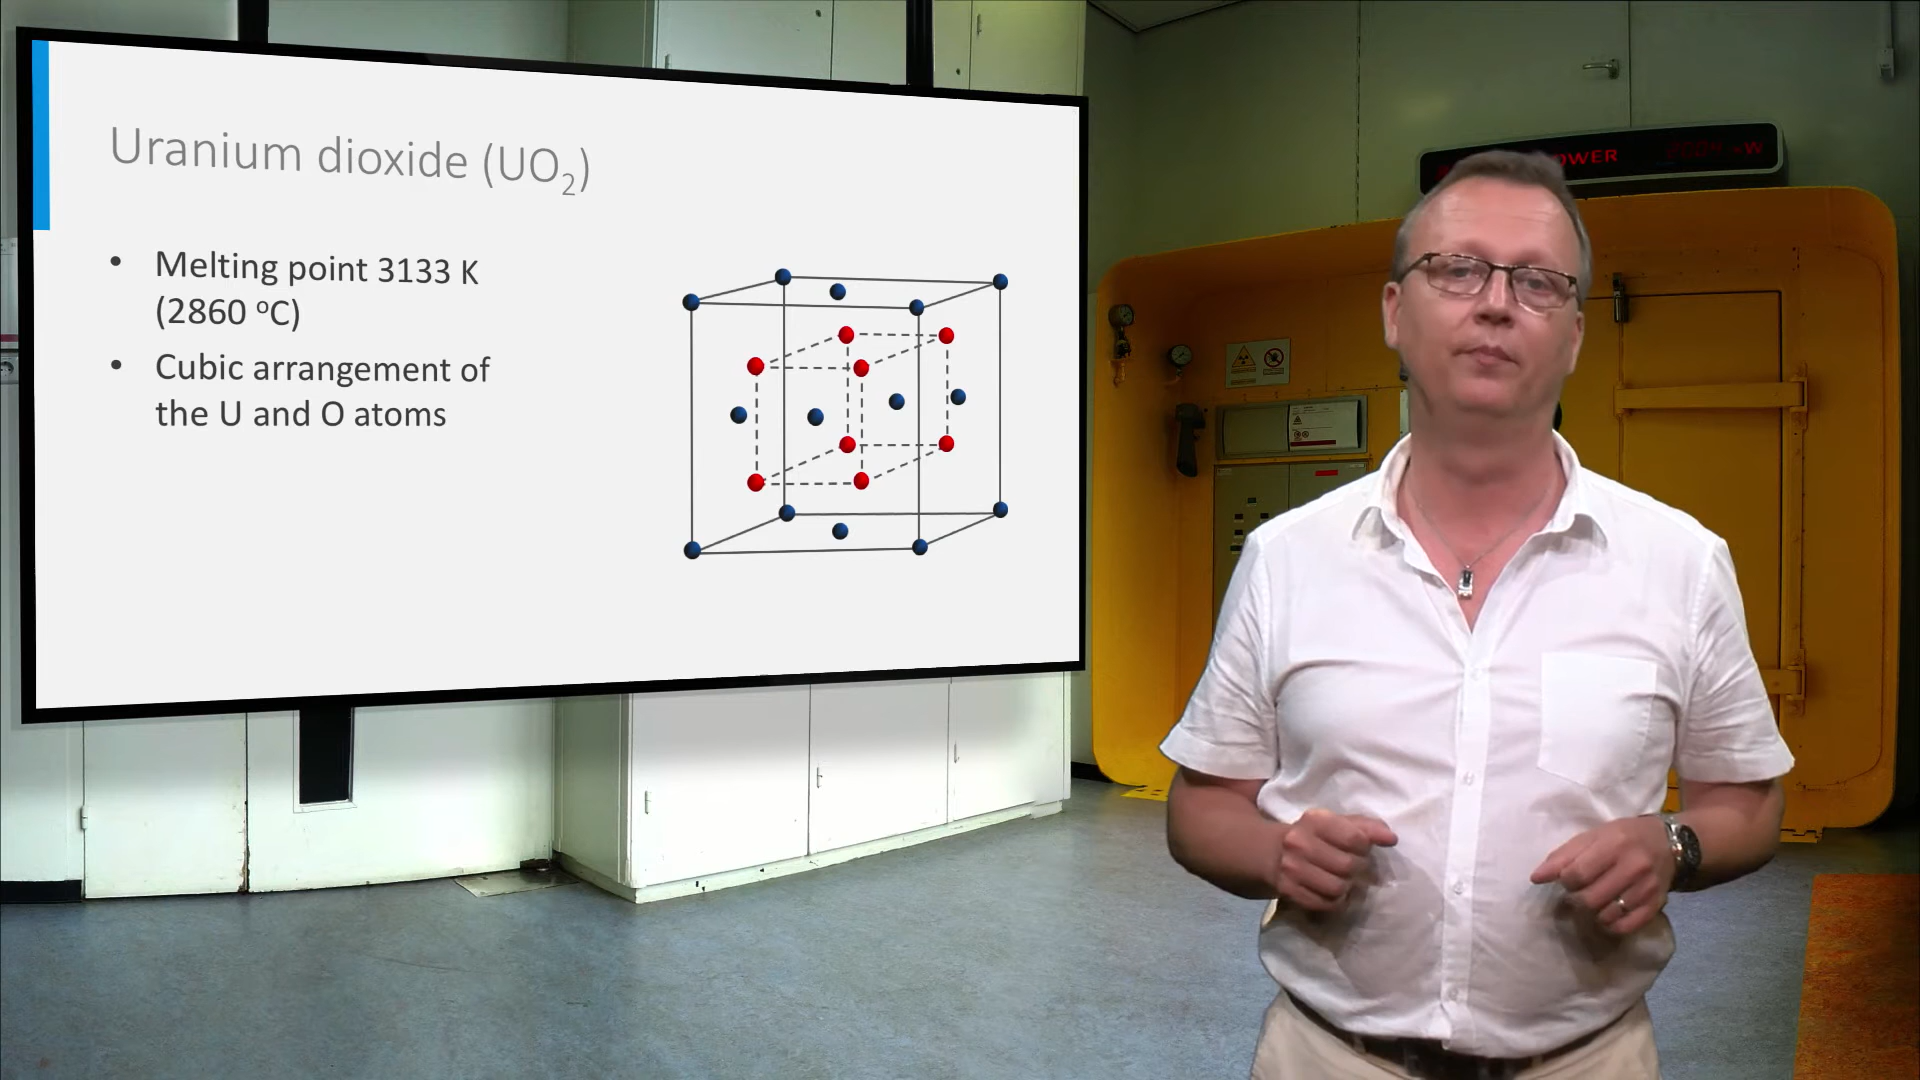 Uranium dioxide (UO₂)
• Melting point 3133 K
(2860 °C)
• Cubic arrangement of
the U and O atoms